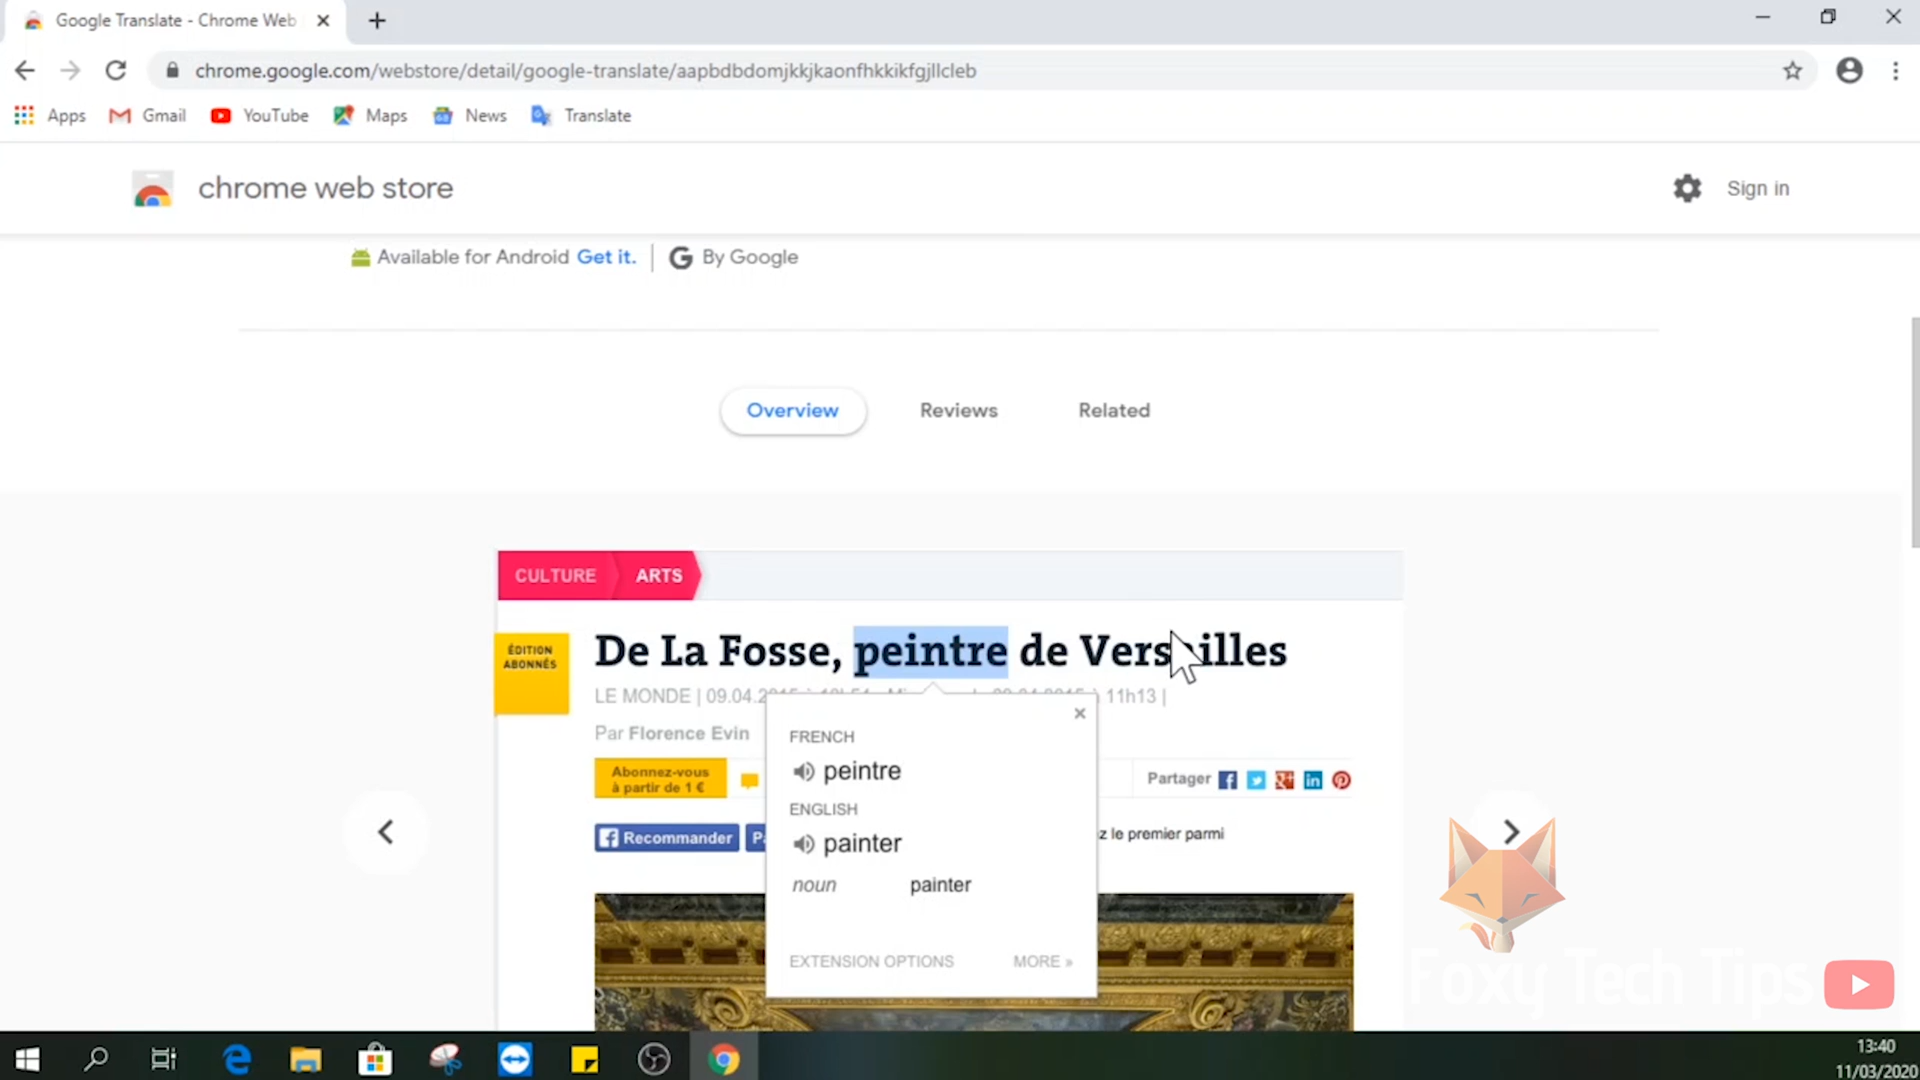 Google Translate - Chrome Web
chrome.google.com/webstore/detail/google-translate/aapbdbdomjkkjkaonfhkkikfgjllcleb
Apps Gmail YouTube Maps News Translate
chrome web store
Sign in
Available for Android Get it. | G By Google
Overview Reviews Related
CULTURE ARTS
ÉDITION
ABONNÉS
De La Fosse, peintre de Versailles
LE MONDE | 09.04.2015 à 11h13 |
Par Florence Evin
FRENCH
peintre
ENGLISH
painter
noun painter
EXTENSION OPTIONS MORE »
Abonnez-vous
à partir de 1 €
Partager
Recommander
z le premier parmi
Foxy Tech Tips
13:40
11/03/2020